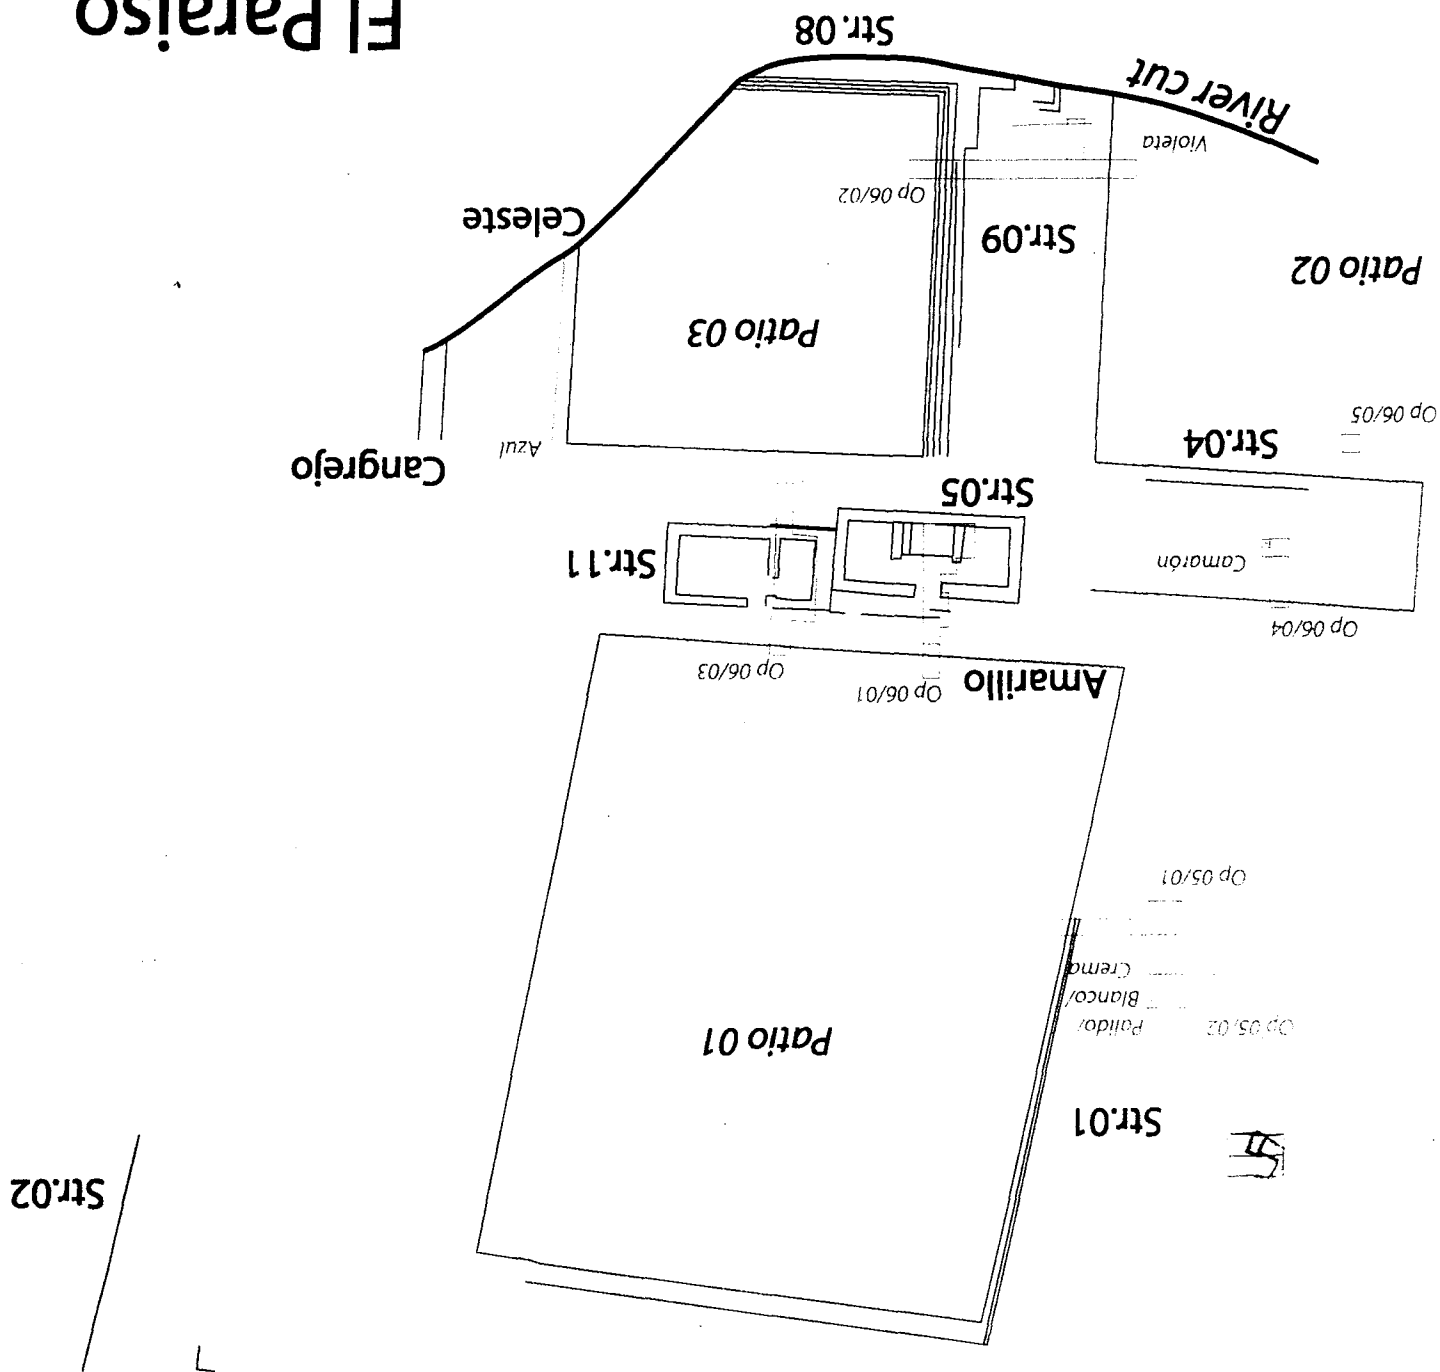 Str.02
Str.01
Patio 01
Op 05/02
Palido/
Blanco/
Crema
Op 05/01
Amarillo
Op 06/01
Op 06/03
Op 06/04
Camarón
Str.11
Str.05
Cangrejo
Str.04
Azul
Op 06/05
Patio 03
Patio 02
Str.09
Celeste
Op 06/02
Violeta
River cut
Str.08
El Paraiso